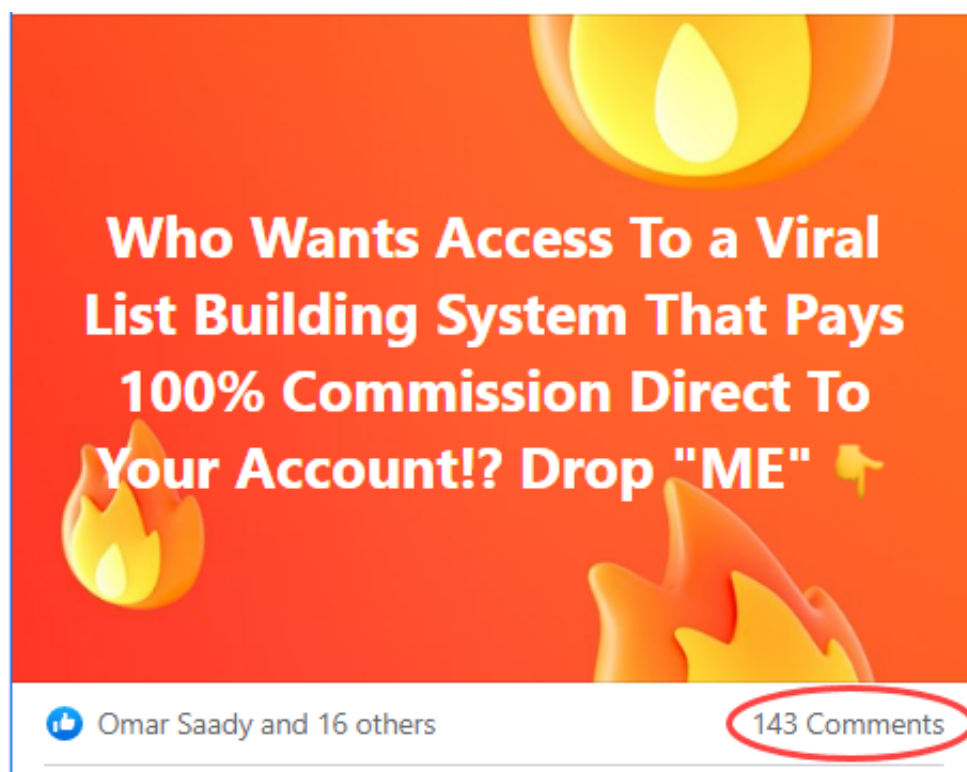 Who Wants Access To a Viral
List Building System That Pays
100% Commission Direct To
Your Account!? Drop "ME" 👇
Omar Saady and 16 others
143 Comments